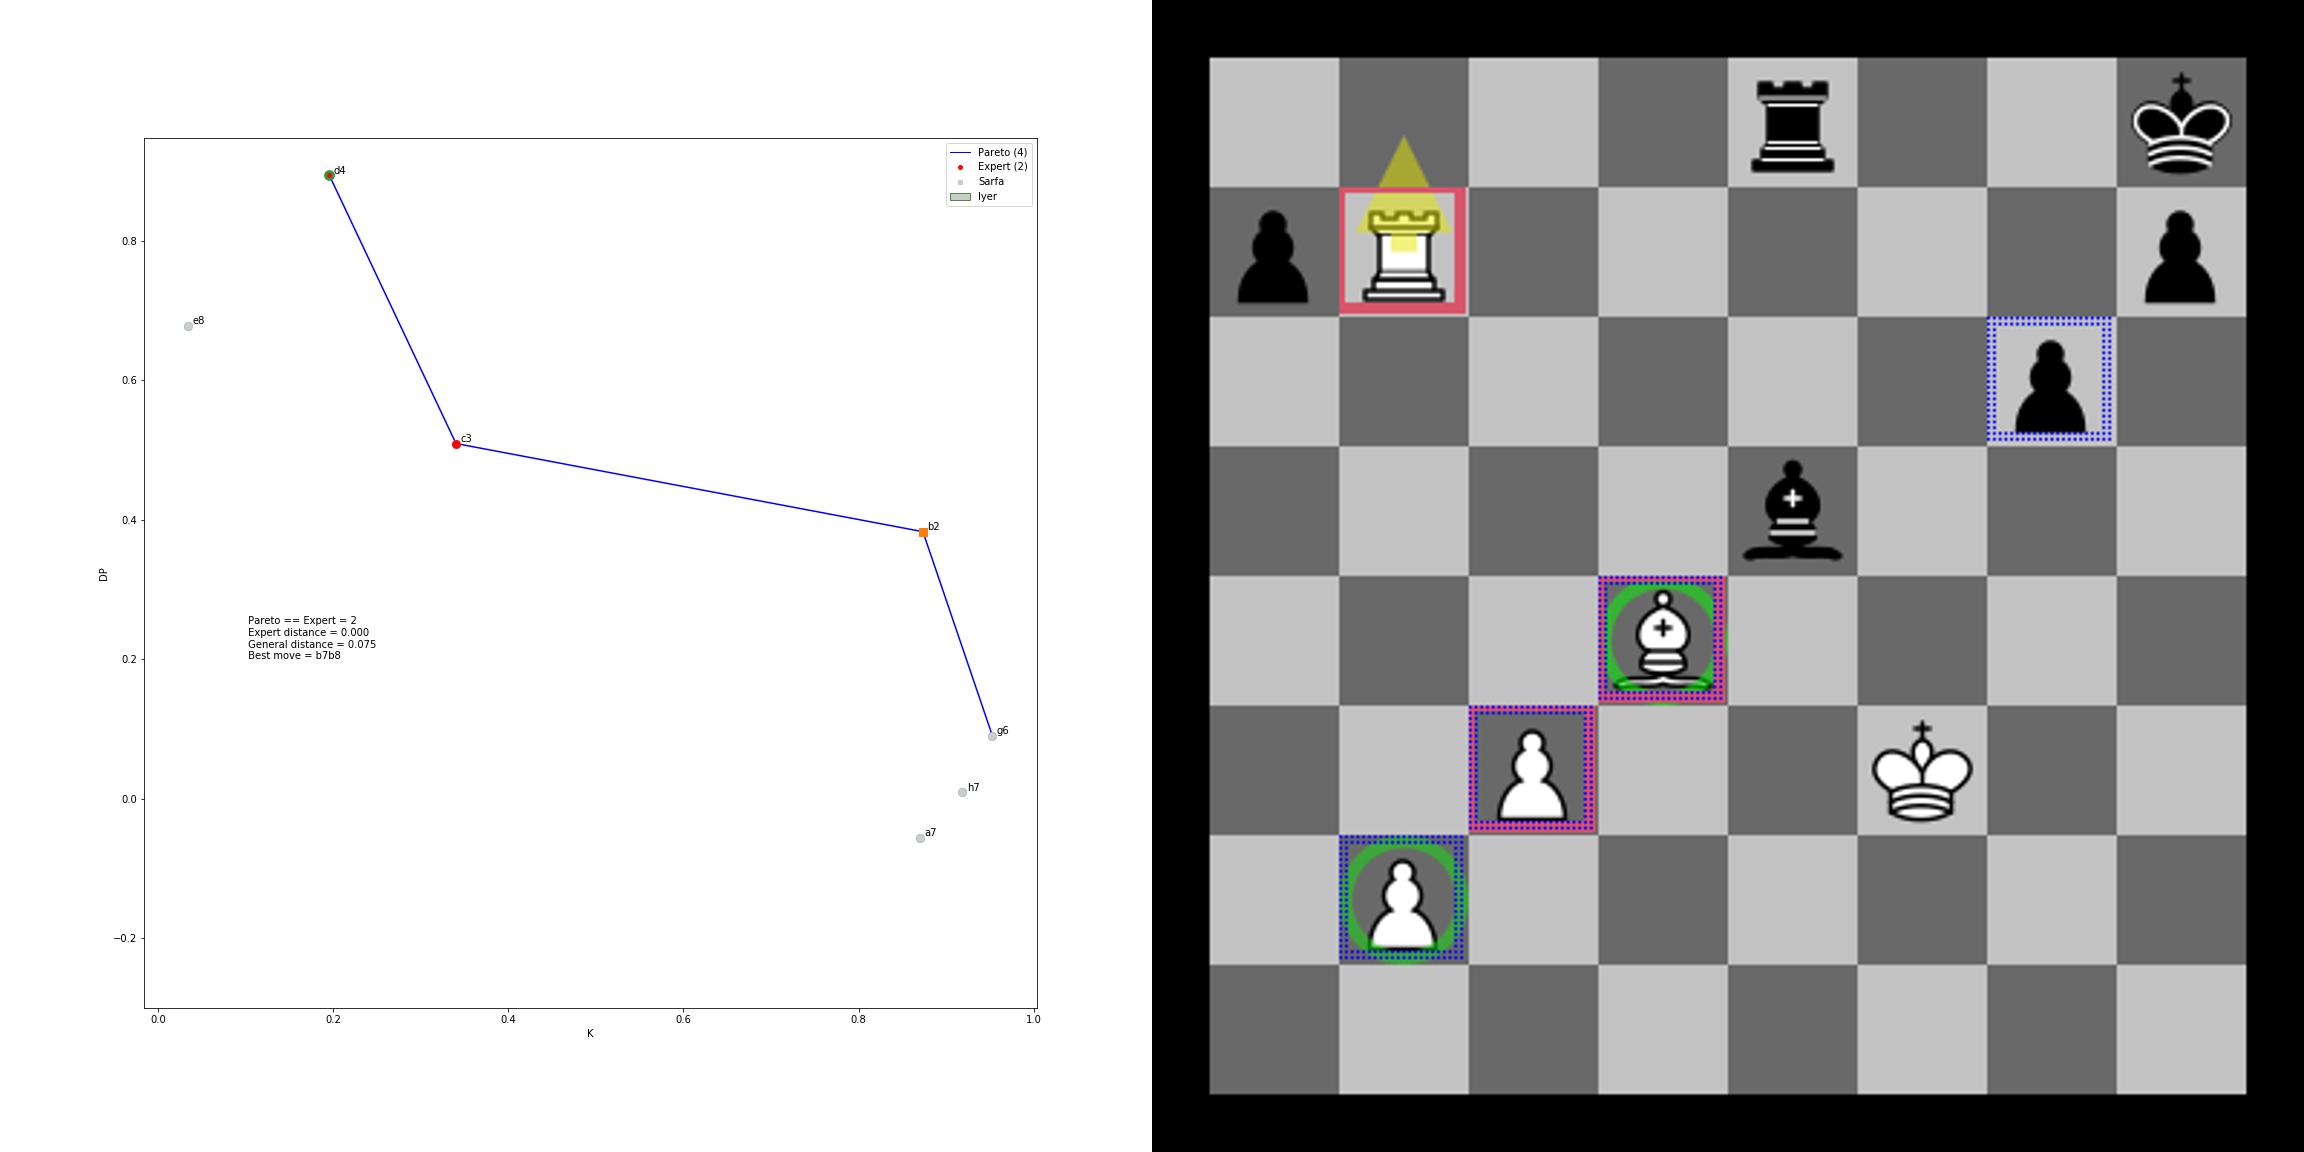 d4
Pareto (4)
Expert (2)
Sarfa
Iyer
0.8
e8
0.6
c3
b2
0.4
DP
Pareto == Expert = 2
Expert distance = 0.000
General distance = 0.075
Best move = b7b8
0.2
g6
h7
0.0
a7
−0.2
0.0 0.2 0.4 0.6 0.8 1.0
K